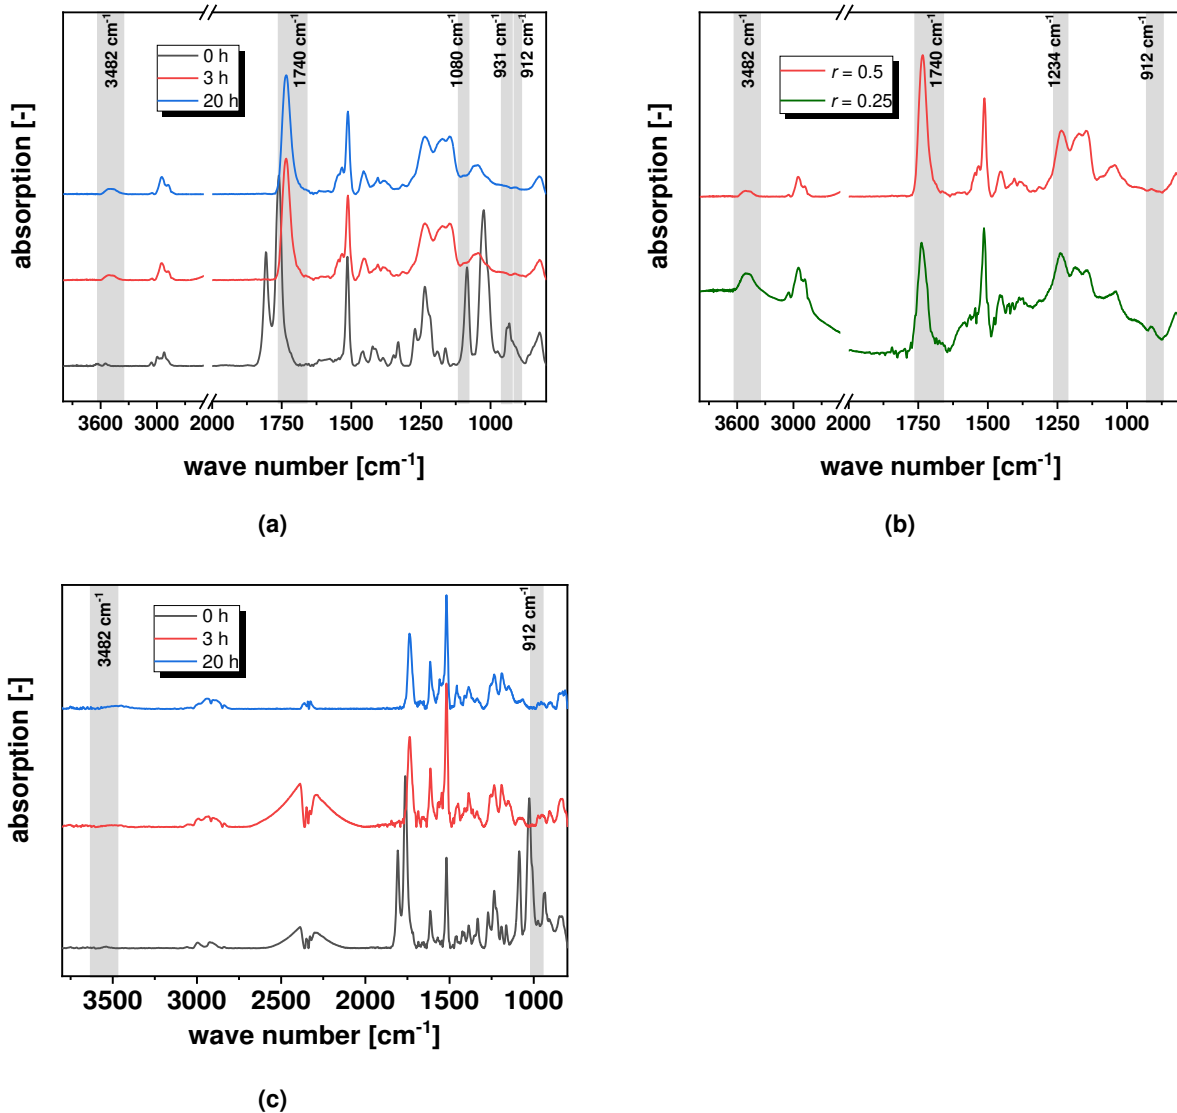 3482 cm⁻¹
1740 cm⁻¹
1080 cm⁻¹
931 cm⁻¹
912 cm⁻¹
0 h
3 h
20 h
absorption [-]
3600 3000 2000 1750 1500 1250 1000
wave number [cm⁻¹]
(a)
3482 cm⁻¹
1740 cm⁻¹
1234 cm⁻¹
912 cm⁻¹
r = 0.5
r = 0.25
absorption [-]
3600 3000 2000 1750 1500 1250 1000
wave number [cm⁻¹]
(b)
3482 cm⁻¹
912 cm⁻¹
0 h
3 h
20 h
absorption [-]
3500 3000 2500 2000 1500 1000
wave number [cm⁻¹]
(c)